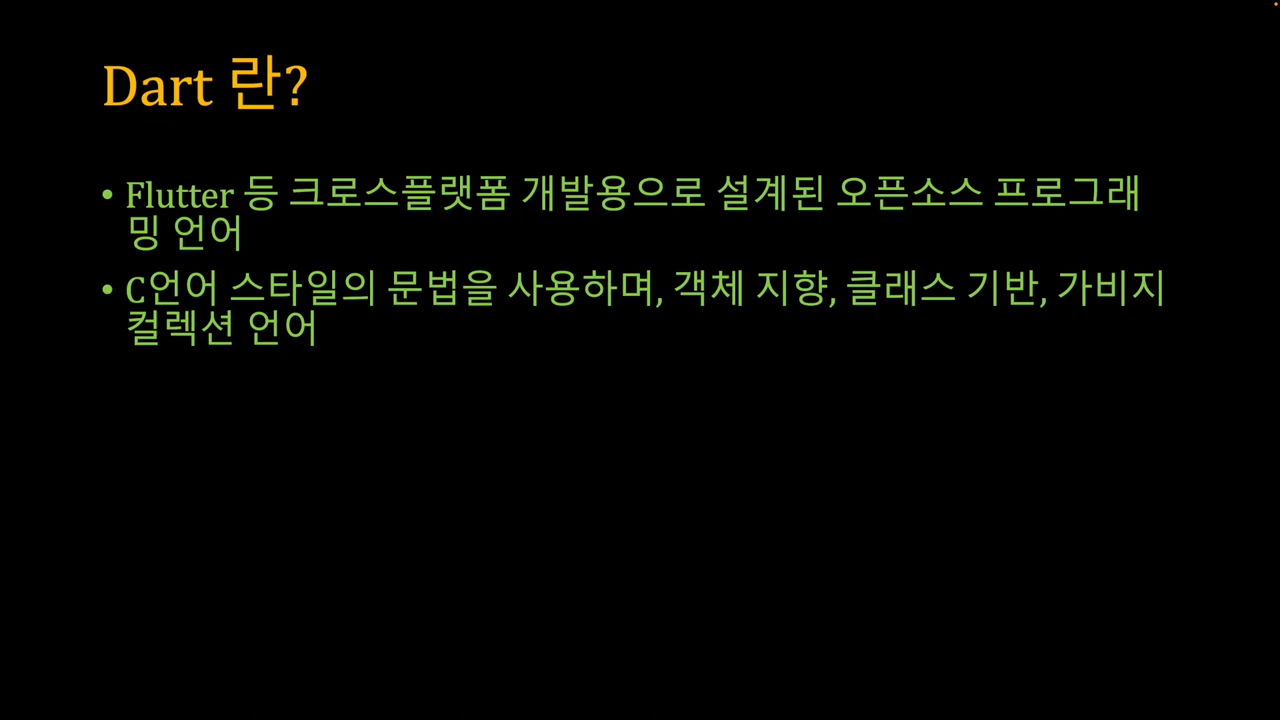 Dart 란?
• Flutter 등 크로스플랫폼 개발용으로 설계된 오픈소스 프로그래
밍 언어
• C언어 스타일의 문법을 사용하며, 객체 지향, 클래스 기반, 가비지
컬렉션 언어